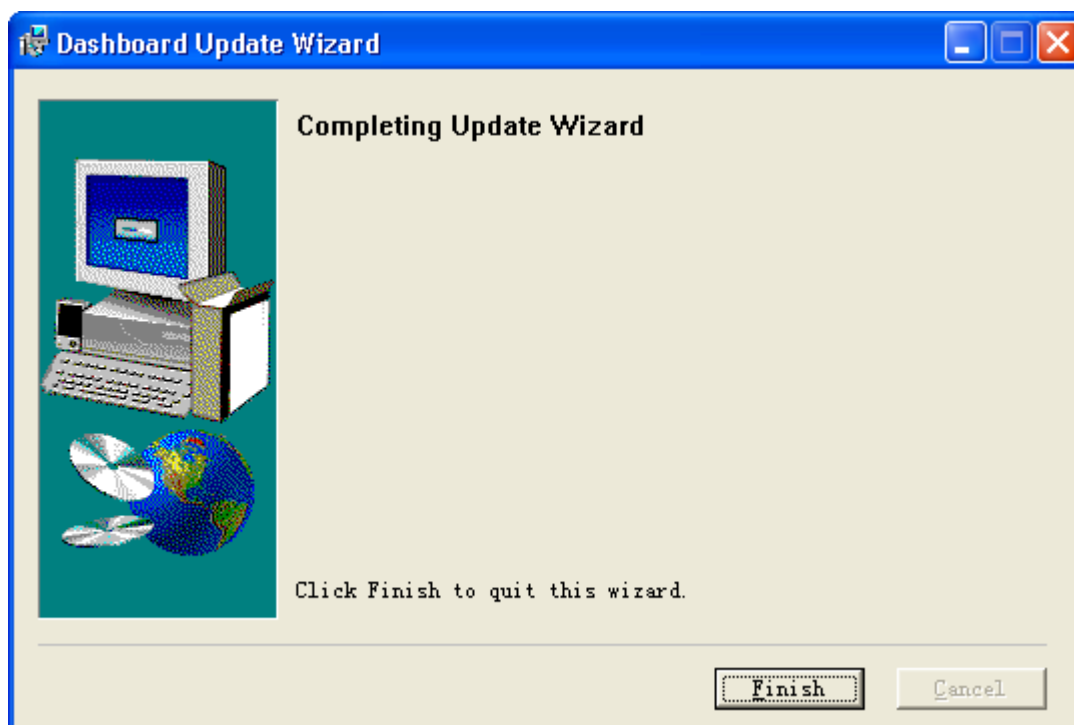 Dashboard Update Wizard
Completing Update Wizard
Click Finish to quit this wizard.
Finish
Cancel